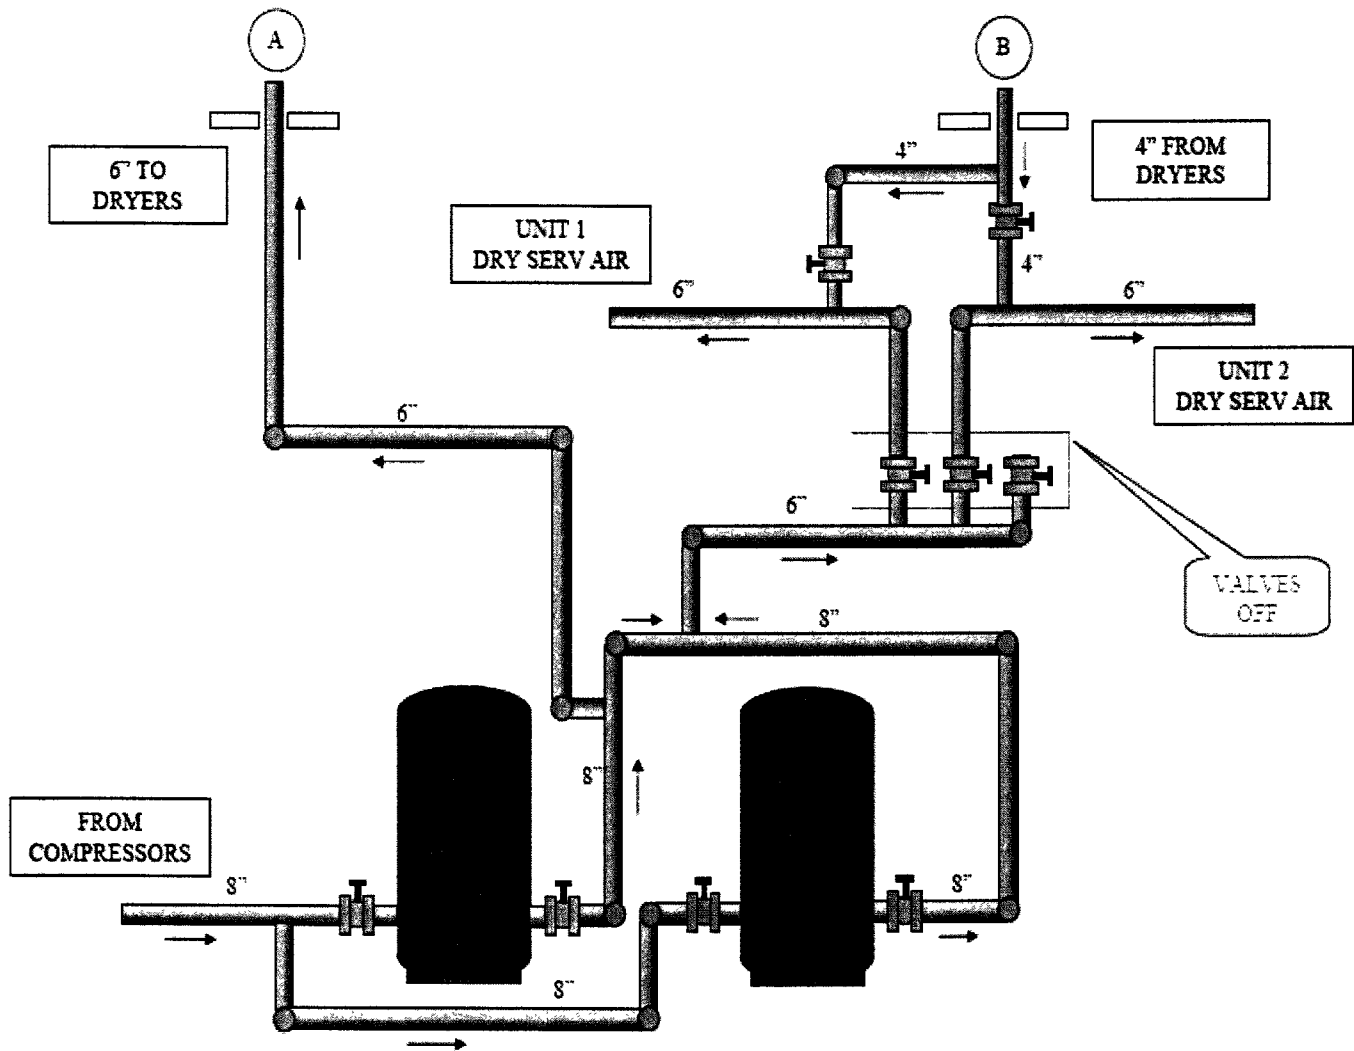 A
B
6" TO
DRYERS
4"
4" FROM
DRYERS
UNIT 1
DRY SERV AIR
4"
6"
6"
UNIT 2
DRY SERV AIR
6"
6"
VALVES
OFF
8"
8"
FROM
COMPRESSORS
8"
8"
8"